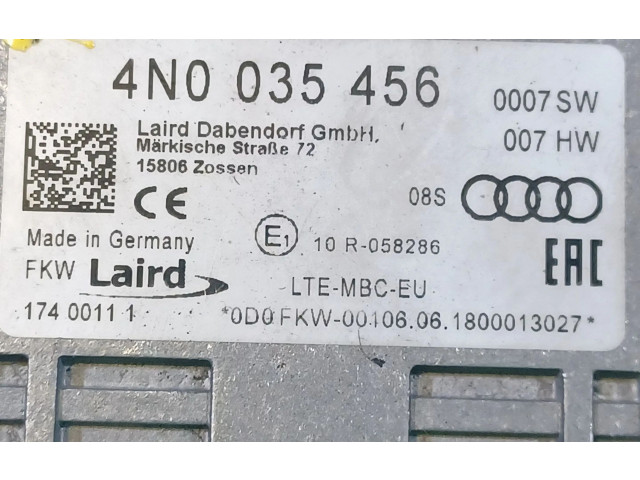 4N0 035 456
0007 SW
007 HW
Laird Dabendorf GmbH.
Märkische Straße 72
15806 Zossen
08S
CE
E1
10 R-058286
EAC
Made in Germany
FKW Laird
LTE-MBC-EU
174 0011 1
*0D0 FKW-00106.06.1800013027*